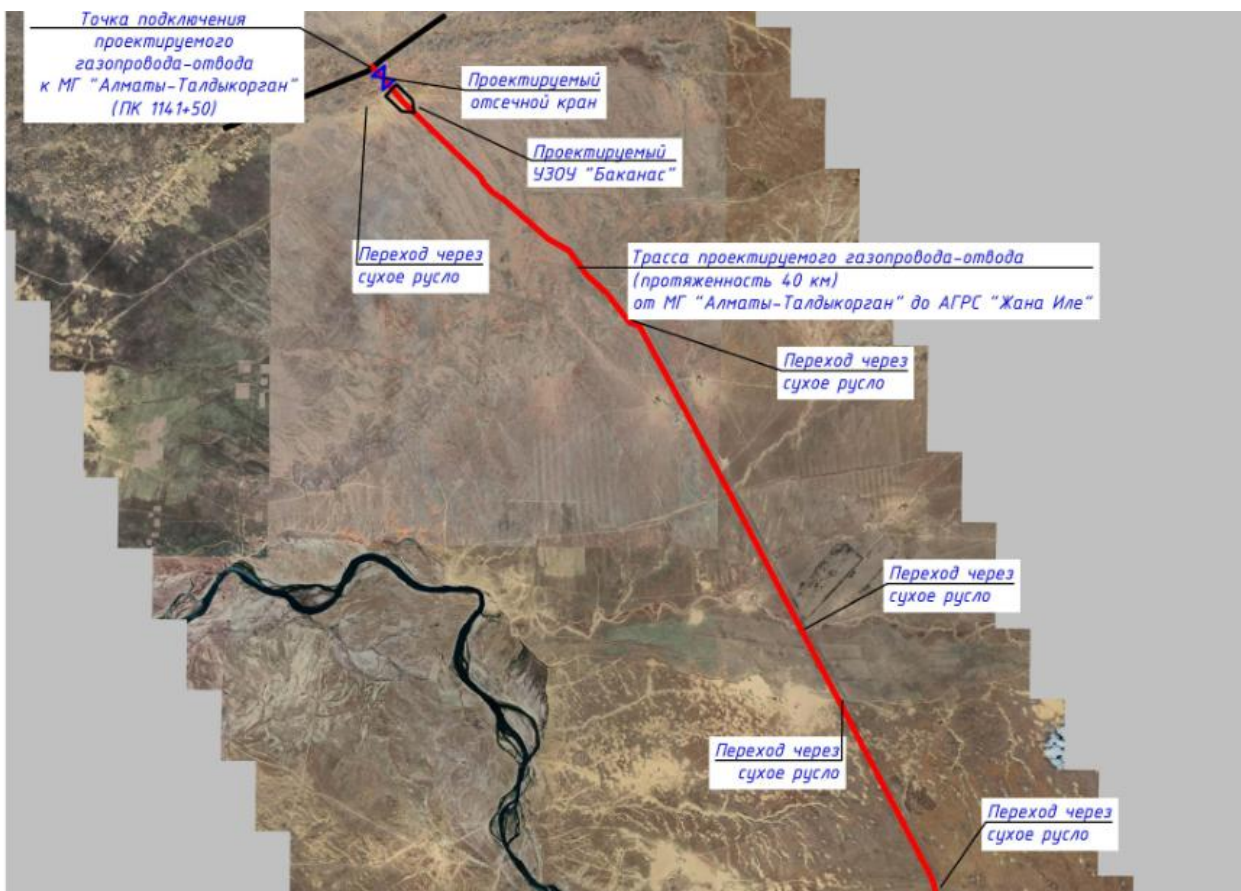 Точка подключения
проектируемого
газопровода-отвода
к МГ "Алматы-Талдыкорган"
(ПК 1141+50)
Проектируемый
отсечной кран
Проектируемый
УЗОУ "Баканас"
Переход через
сухое русло
Трасса проектируемого газопровода-отвода
(протяженность 40 км)
от МГ "Алматы-Талдыкорган" до АГРС "Жана Иле"
Переход через
сухое русло
Переход через
сухое русло
Переход через
сухое русло
Переход через
сухое русло